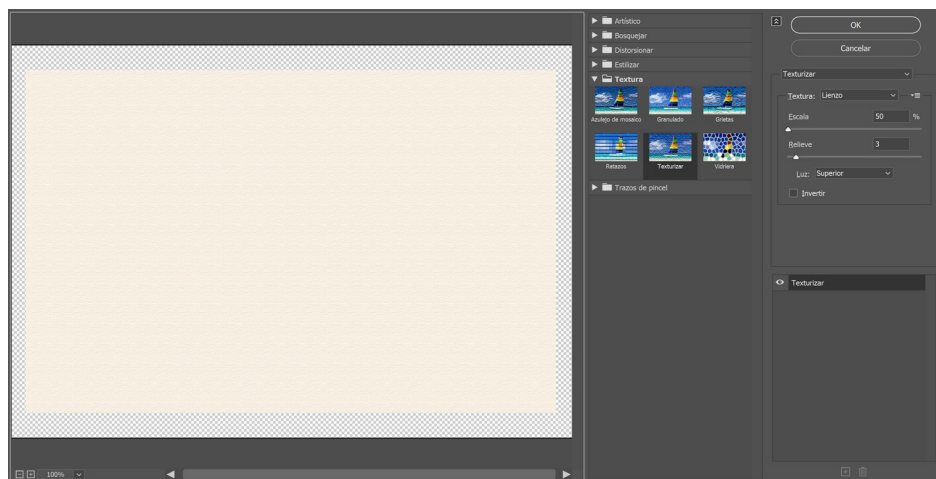 Artístico
Bosquejar
Distorsionar
Estilizar
Textura
Azulejo de mosaico Granulado Grietas
Retazos Texturizar Vidriera
Trazos de pincel
OK
Cancelar
Texturizar
Textura: Lienzo
Escala 50 %
Relieve 3
Luz: Superior
Invertir
Texturizar
100%